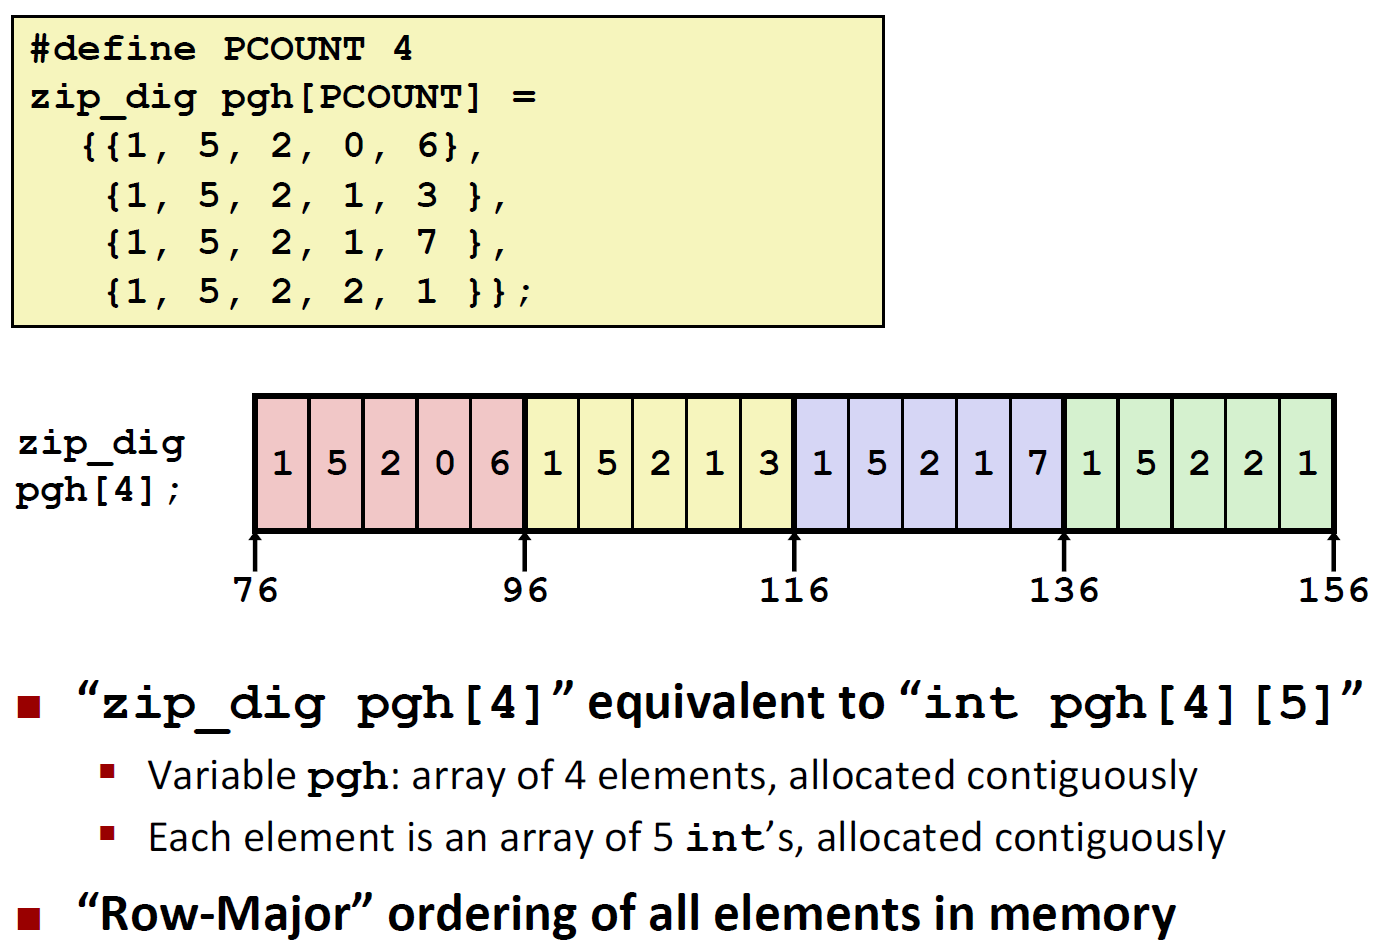 #define PCOUNT 4
zip_dig pgh[PCOUNT] =
{{1, 5, 2, 0, 6},
{1, 5, 2, 1, 3 },
{1, 5, 2, 1, 7 },
{1, 5, 2, 2, 1 }};
zip_dig
pgh[4];
1 5 2 0 6 1 5 2 1 3 1 5 2 1 7 1 5 2 2 1
76 96 116 136 156
“zip_dig pgh[4]” equivalent to “int pgh[4][5]”
Variable pgh: array of 4 elements, allocated contiguously
Each element is an array of 5 int’s, allocated contiguously
“Row-Major” ordering of all elements in memory